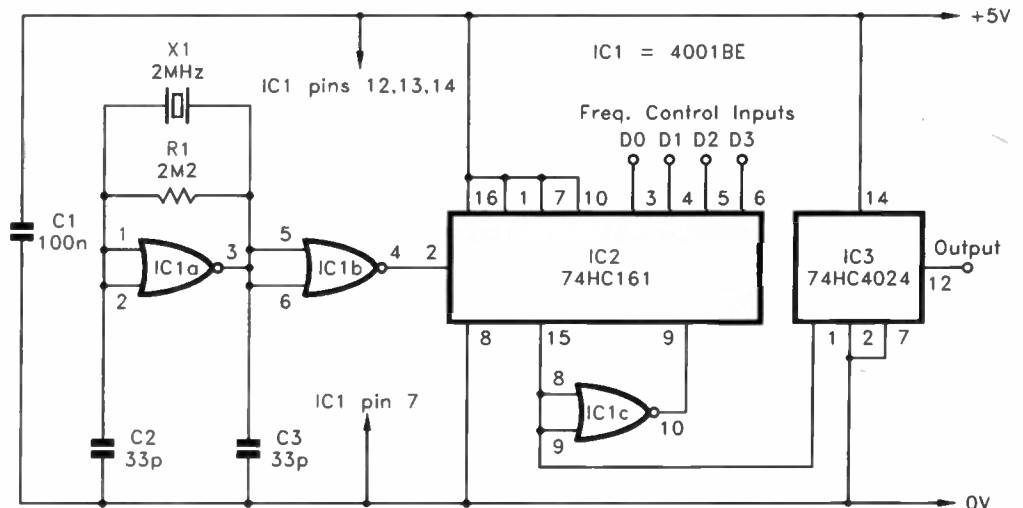 +5V
X1
2MHz
IC1 = 4001BE
IC1 pins 12,13,14
Freq. Control Inputs
D0 D1 D2 D3
R1
2M2
16 1 7 10 3 4 5 6
14
C1
100n
1
2
IC1a
3
5
6
IC1b
4
2
IC2
74HC161
IC3
74HC4024
Output
12
8 15 9
1 2 7
8
9
IC1c
10
IC1 pin 7
C2
33p
C3
33p
0V